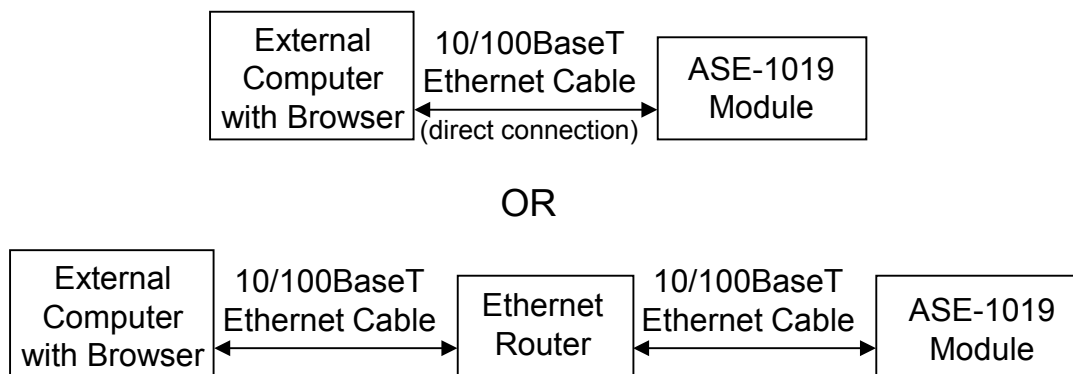 External
Computer
with Browser
10/100BaseT
Ethernet Cable
(direct connection)
ASE-1019
Module
OR
External
Computer
with Browser
10/100BaseT
Ethernet Cable
Ethernet
Router
10/100BaseT
Ethernet Cable
ASE-1019
Module